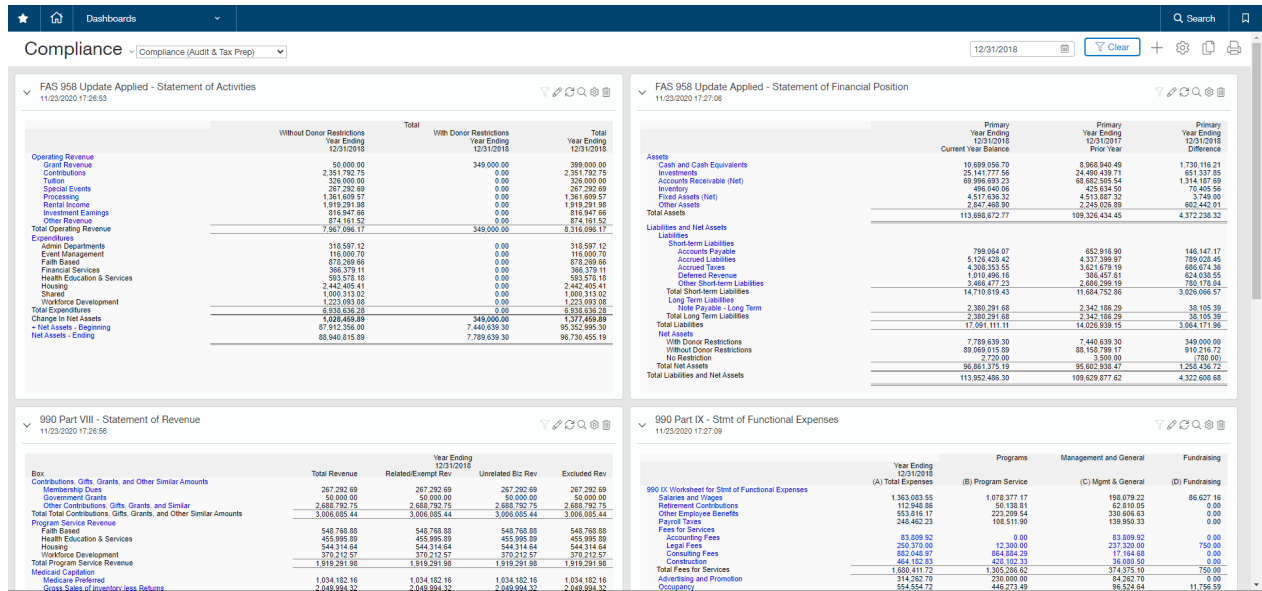 Dashboards Search
Compliance Compliance (Audit & Tax Prep) 12/31/2018 Clear
FAS 958 Update Applied - Statement of Activities
11/23/2020 17:26:53
Total
Without Donor Restrictions With Donor Restrictions Total
Year Ending Year Ending Year Ending
12/31/2018 12/31/2018 12/31/2018
Operating Revenue
Grant Revenue 50,000.00 349,000.00 399,000.00
Contributions 2,351,792.75 0.00 2,351,792.75
Tuition 326,000.00 0.00 326,000.00
Special Events 267,292.69 0.00 267,292.69
Processing 1,361,609.57 0.00 1,361,609.57
Rental Income 1,919,291.98 0.00 1,919,291.98
Investment Earnings 816,947.66 0.00 816,947.66
Other Revenue 874,161.52 0.00 874,161.52
Total Operating Revenue 7,967,096.17 349,000.00 8,316,096.17
Expenditures
Admin Departments 318,597.12 0.00 318,597.12
Event Management 116,000.70 0.00 116,000.70
Faith Based 878,269.66 0.00 878,269.66
Financial Services 366,379.11 0.00 366,379.11
Health Education & Services 593,578.18 0.00 593,578.18
Housing 2,442,405.41 0.00 2,442,405.41
Shared 1,000,313.02 0.00 1,000,313.02
Workforce Development 1,223,093.08 0.00 1,223,093.08
Total Expenditures 6,938,636.28 0.00 6,938,636.28
Change In Net Assets 1,028,459.89 349,000.00 1,377,459.89
+ Net Assets - Beginning 87,912,356.00 7,440,639.30 95,352,995.30
Net Assets - Ending 88,940,815.89 7,789,639.30 96,730,455.19
FAS 958 Update Applied - Statement of Financial Position
11/23/2020 17:27:06
Primary Primary Primary
Year Ending Year Ending Year Ending
12/31/2018 12/31/2017 12/31/2018
Current Year Balance Prior Year Difference
Assets
Cash and Cash Equivalents 10,699,056.70 8,968,940.49 1,730,116.21
Investments 25,141,777.56 24,490,439.71 651,337.85
Accounts Receivable (Net) 69,996,693.23 68,682,505.54 1,314,187.69
Inventory 496,040.06 425,634.50 70,405.56
Fixed Assets (Net) 4,517,636.32 4,513,887.32 3,749.00
Other Assets 2,847,468.90 2,245,026.89 602,442.01
Total Assets 113,698,672.77 109,326,434.45 4,372,238.32
Liabilities and Net Assets
Liabilities
Short-term Liabilities
Accounts Payable 799,064.07 652,916.90 146,147.17
Accrued Liabilities 5,126,428.42 4,337,399.97 789,028.45
Accrued Taxes 4,308,353.55 3,621,679.19 686,674.36
Deferred Revenue 1,010,496.16 386,457.61 624,038.55
Other Short-term Liabilities 3,466,477.23 2,686,299.19 780,178.04
Total Short-term Liabilities 14,710,819.43 11,684,752.86 3,026,066.57
Long Term Liabilities
Note Payable - Long Term 2,380,291.68 2,342,186.29 38,105.39
Total Long Term Liabilities 2,380,291.68 2,342,186.29 38,105.39
Total Liabilities 17,091,111.11 14,026,939.15 3,064,171.96
Net Assets
With Donor Restrictions 7,789,639.30 7,440,639.30 349,000.00
Without Donor Restrictions 89,069,015.89 88,158,799.17 910,216.72
No Restriction 2,720.00 3,500.00 (780.00)
Total Net Assets 96,861,375.19 95,602,938.47 1,258,436.72
Total Liabilities and Net Assets 113,952,486.30 109,629,877.62 4,322,608.68
990 Part VIII - Statement of Revenue
11/23/2020 17:26:56
Year Ending
12/31/2018
Box Total Revenue Related/Exempt Rev Unrelated Biz Rev Excluded Rev
Contributions, Gifts, Grants, and Other Similar Amounts
Membership Dues 267,292.69 267,292.69 267,292.69 267,292.69
Government Grants 50,000.00 50,000.00 50,000.00 50,000.00
Other Contributions, Gifts, Grants, and Similar 2,688,792.75 2,688,792.75 2,688,792.75 2,688,792.75
Total Total Contributions, Gifts, Grants, and Other Similar Amounts 3,006,085.44 3,006,085.44 3,006,085.44 3,006,085.44
Program Service Revenue
Faith Based 548,768.88 548,768.88 548,768.88 548,768.88
Health Education & Services 455,995.89 455,995.89 455,995.89 455,995.89
Housing 544,314.64 544,314.64 544,314.64 544,314.64
Workforce Development 370,212.57 370,212.57 370,212.57 370,212.57
Total Program Service Revenue 1,919,291.98 1,919,291.98 1,919,291.98 1,919,291.98
Medicaid Capitation
Medicare Preferred 1,034,182.16 1,034,182.16 1,034,182.16 1,034,182.16
Gross Sales of Inventory less Returns 2,049,994.32 2,049,994.32 2,049,994.32 2,049,994.32
990 Part IX - Stmt of Functional Expenses
11/23/2020 17:27:09
Programs Management and General Fundraising
Year Ending
12/31/2018
(A) Total Expenses (B) Program Service (C) Mgmt & General (D) Fundraising
990 IX Worksheet for Stmt of Functional Expenses
Salaries and Wages 1,363,083.55 1,078,377.17 198,079.22 86,627.16
Retirement Contributions 112,948.86 50,138.81 62,810.05 0.00
Other Employee Benefits 553,816.17 223,209.54 330,606.63 0.00
Payroll Taxes 248,462.23 108,511.90 139,950.33 0.00
Fees for Services
Accounting Fees 83,809.92 0.00 83,809.92 0.00
Legal Fees 250,370.00 12,300.00 237,320.00 750.00
Consulting Fees 882,048.97 864,884.29 17,164.68 0.00
Construction 464,182.83 428,102.33 36,080.50 0.00
Total Fees for Services 1,680,411.72 1,305,286.62 374,375.10 750.00
Advertising and Promotion 314,262.70 230,000.00 84,262.70 0.00
Occupancy 554,554.72 446,273.49 96,524.64 11,756.59